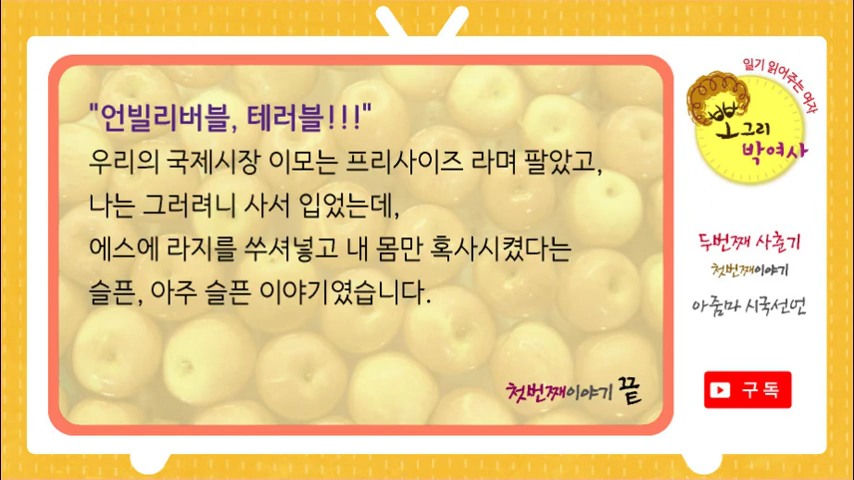 "언빌리버블, 테러블!!!"
우리의 국제시장 이모는 프리사이즈 라며 팔았고,
나는 그러려니 사서 입었는데,
에스에 라지를 쑤셔넣고 내 몸만 혹사시켰다는
슬픈, 아주 슬픈 이야기였습니다.
첫번째이야기 끝
일기 읽어주는 여자
뽀그리
박여사
두번째 사춘기
첫번째이야기
아줌마 시국선언
구독